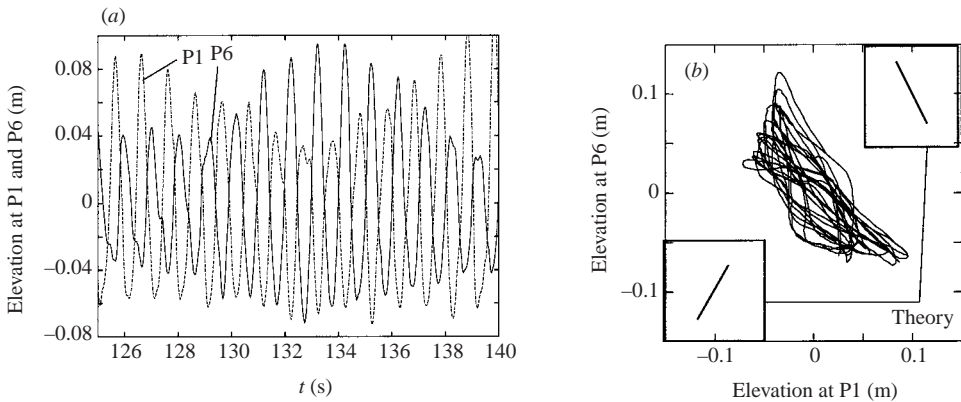 (a)
Elevation at P1 and P6 (m)
0.08
0.04
0
−0.04
−0.08
P1
P6
126 128 130 132 134 136 138 140
t (s)
(b)
Elevation at P6 (m)
0.1
0
−0.1
Theory
−0.1 0 0.1
Elevation at P1 (m)